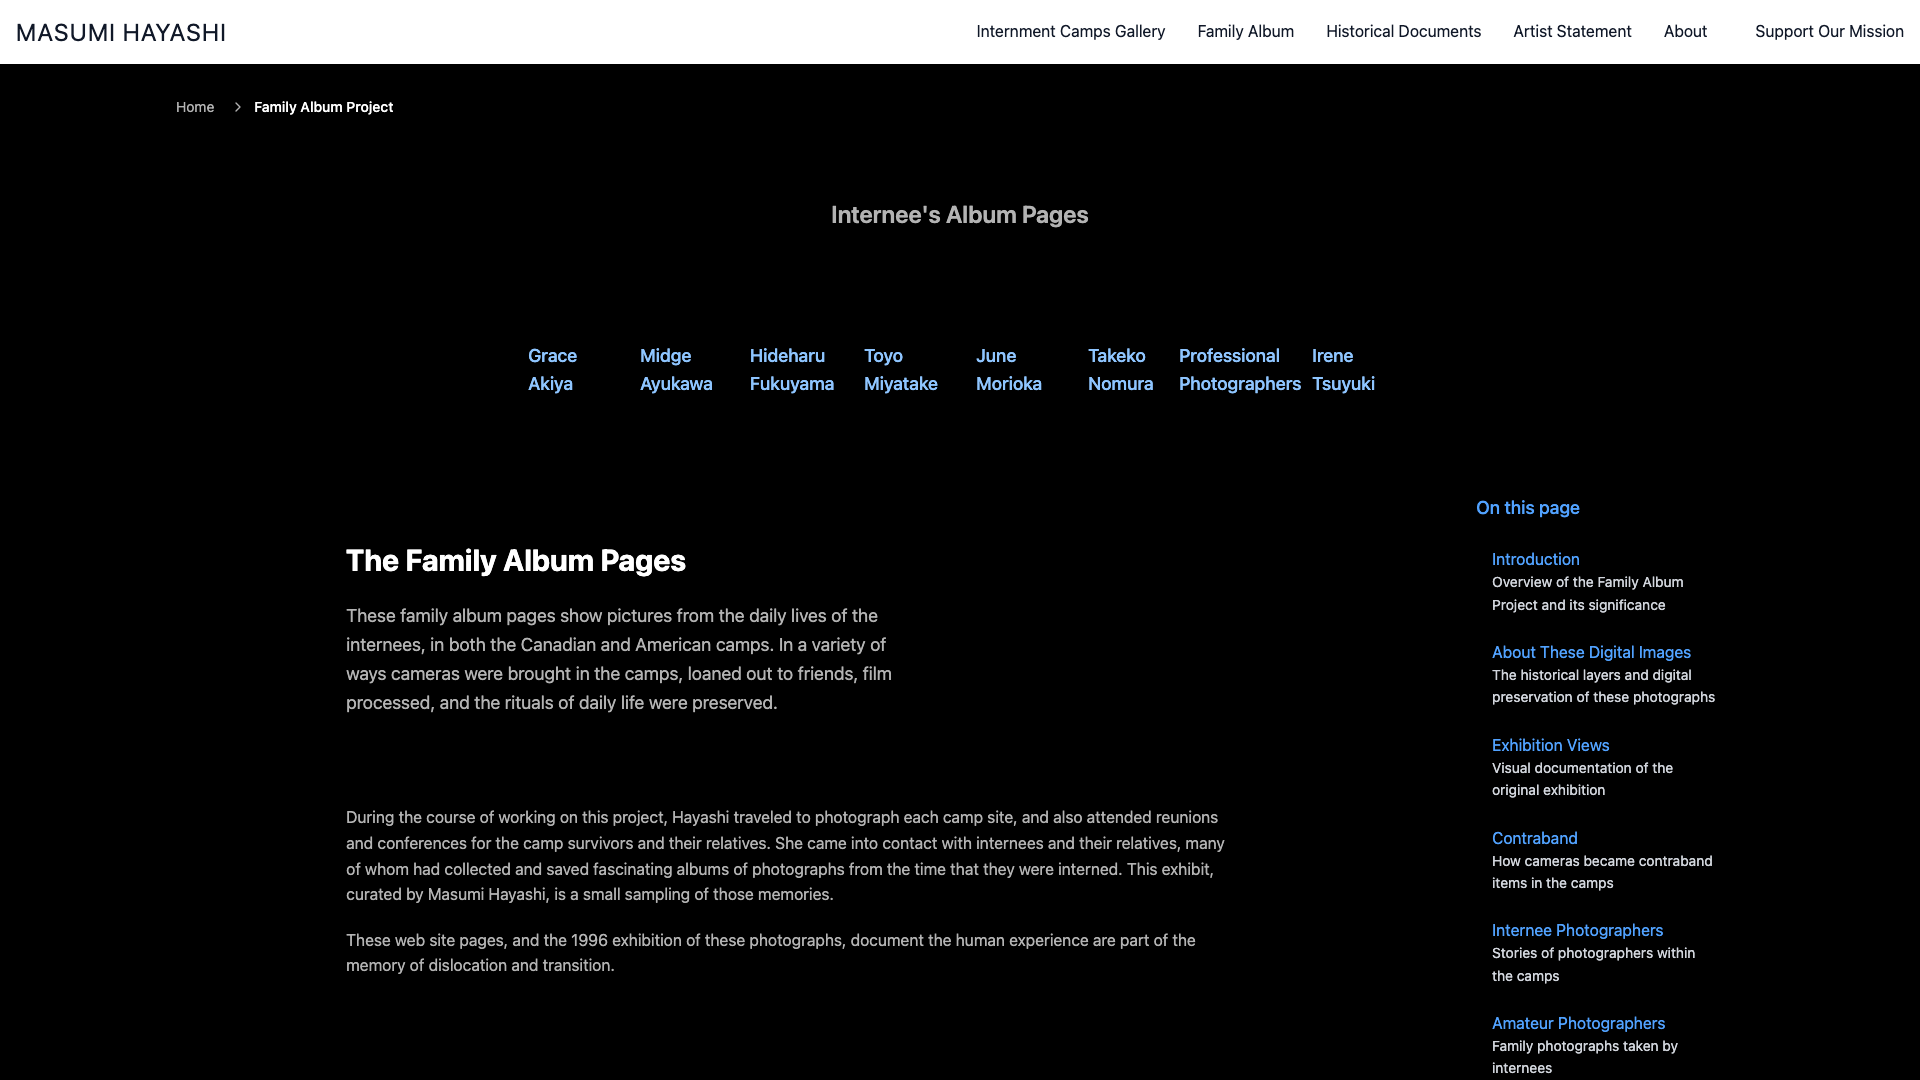 MASUMI HAYASHI
Internment Camps Gallery
Family Album
Historical Documents
Artist Statement
About
Support Our Mission
Home
Family Album Project
Internee's Album Pages
Grace
Akiya
Midge
Ayukawa
Hideharu
Fukuyama
Toyo
Miyatake
June
Morioka
Takeko
Nomura
Professional
Photographers
Irene
Tsuyuki
The Family Album Pages
These family album pages show pictures from the daily lives of the
internees, in both the Canadian and American camps. In a variety of
ways cameras were brought in the camps, loaned out to friends, film
processed, and the rituals of daily life were preserved.
During the course of working on this project, Hayashi traveled to photograph each camp site, and also attended reunions
and conferences for the camp survivors and their relatives. She came into contact with internees and their relatives, many
of whom had collected and saved fascinating albums of photographs from the time that they were interned. This exhibit,
curated by Masumi Hayashi, is a small sampling of those memories.
These web site pages, and the 1996 exhibition of these photographs, document the human experience are part of the
memory of dislocation and transition.
On this page
Introduction
Overview of the Family Album
Project and its significance
About These Digital Images
The historical layers and digital
preservation of these photographs
Exhibition Views
Visual documentation of the
original exhibition
Contraband
How cameras became contraband
items in the camps
Internee Photographers
Stories of photographers within
the camps
Amateur Photographers
Family photographs taken by
internees